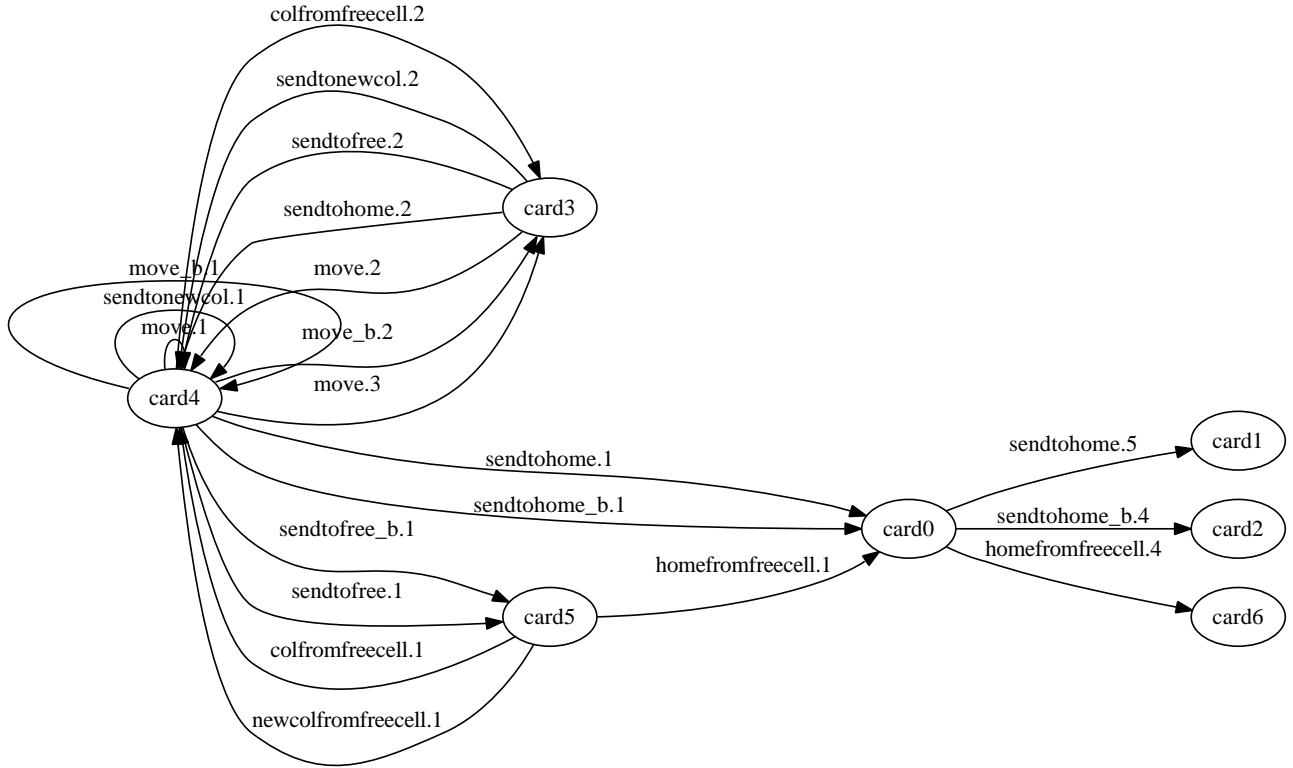 colfromfreecell.2
sendtonewcol.2
sendtofree.2
card3
sendtohome.2
move_b.1
move.2
sendtonewcol.1
move.1
move_b.2
move.3
card4
card1
sendtohome.5
sendtohome.1
sendtohome_b.1
sendtofree_b.1
card0
sendtohome_b.4
card2
homefromfreecell.4
homefromfreecell.1
sendtofree.1
card5
card6
colfromfreecell.1
newcolfromfreecell.1